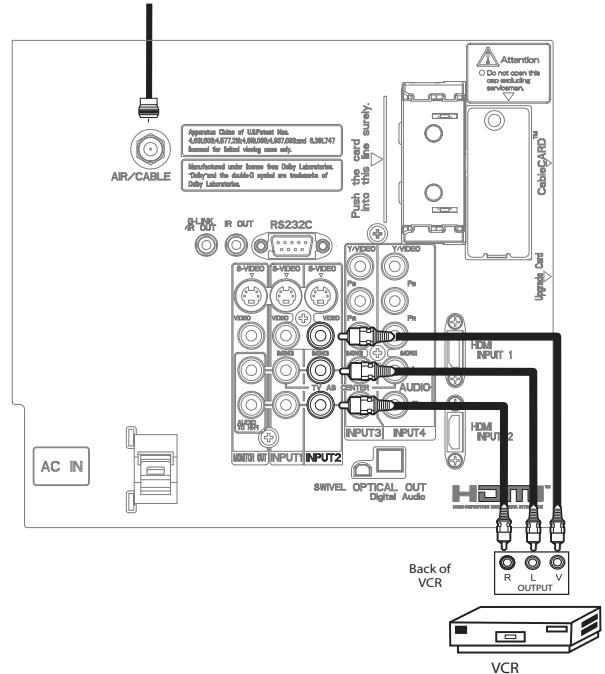 Attention
Do not open this
cap excluding
serviceman.
Apparatus Claims of U.S.Patent Nos.
licensed for limited viewing uses only.
Manufactured under license from Dolby Laboratories.
"Dolby" and the double-D symbol are trademarks of
Dolby Laboratories.
AIR/CABLE
Push the card
into this line surely.
CableCARD™
Upgrade Card
G-LINK
/IR OUT
IR OUT
RS232C
Y/VIDEO
Y/VIDEO
S-VIDEO
S-VIDEO
S-VIDEO
PB
PB
PR
PR
VIDEO
VIDEO
VIDEO
(MONO)
(MONO)
(MONO)
(MONO)
HDMI
INPUT 1
TV AS CENTER
AUDIO
AUDIO
TO HI-FI
HDMI
INPUT 2
MONITOR OUT
INPUT1
INPUT2
INPUT3
INPUT4
AC IN
SWIVEL
OPTICAL OUT
Digital Audio
HDMI™
Back of
VCR
R
L
V
OUTPUT
VCR